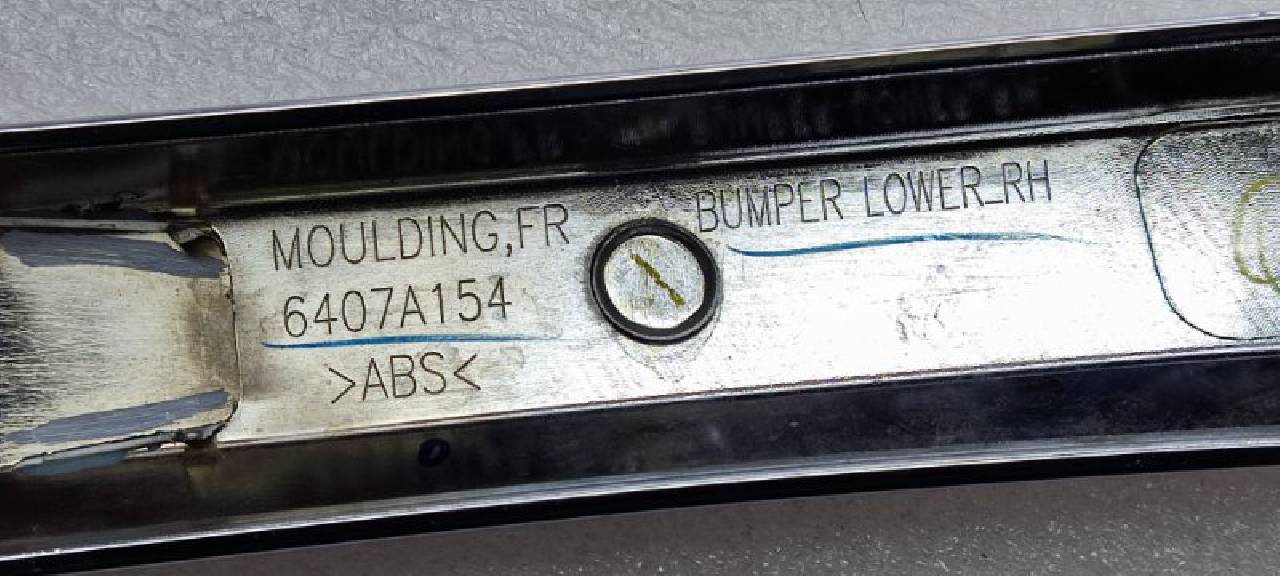 MOULDING,FR BUMPER LOWER_RH
6407A154
>ABS<